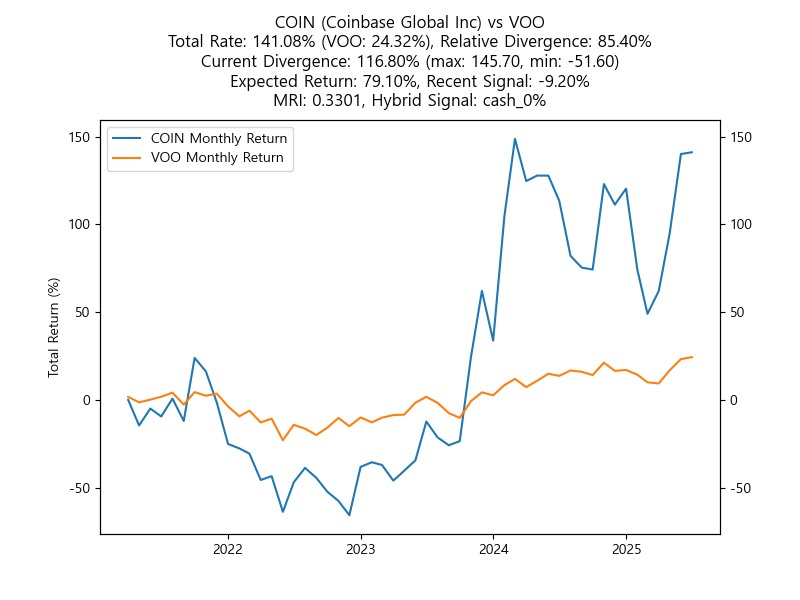 COIN (Coinbase Global Inc) vs VOO
Total Rate: 141.08% (VOO: 24.32%), Relative Divergence: 85.40%
Current Divergence: 116.80% (max: 145.70, min: -51.60)
Expected Return: 79.10%, Recent Signal: -9.20%
MRI: 0.3301, Hybrid Signal: cash_0%
COIN Monthly Return
VOO Monthly Return
150
100
50
0
-50
Total Return (%)
150
100
50
0
-50
2022
2023
2024
2025